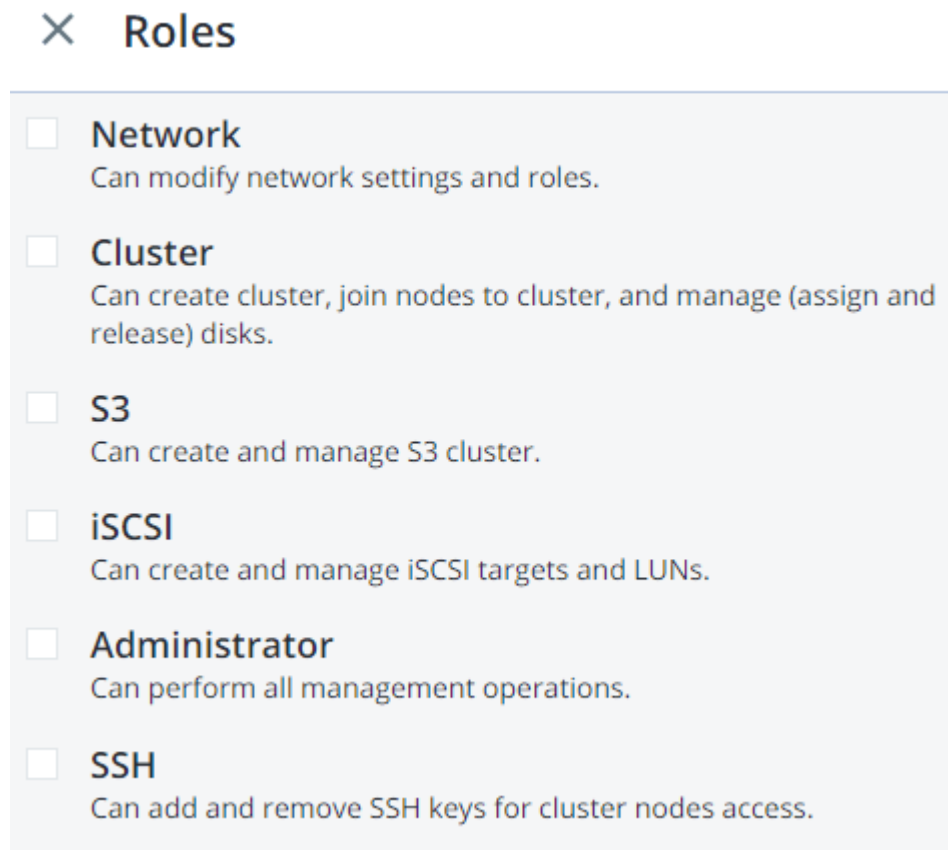 Roles
Network
Can modify network settings and roles.
Cluster
Can create cluster, join nodes to cluster, and manage (assign and
release) disks.
S3
Can create and manage S3 cluster.
iSCSI
Can create and manage iSCSI targets and LUNs.
Administrator
Can perform all management operations.
SSH
Can add and remove SSH keys for cluster nodes access.